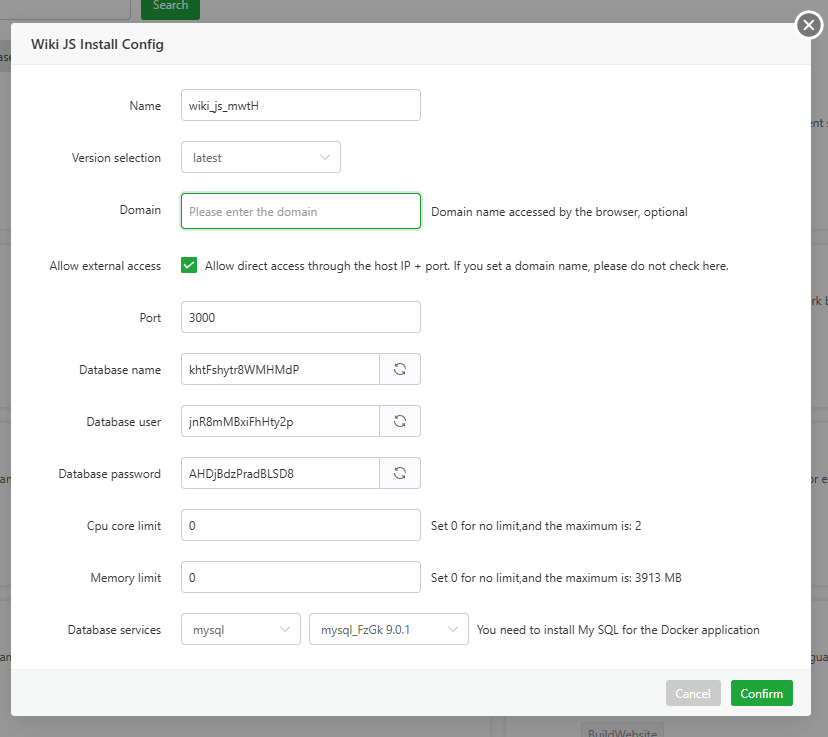 Search
Wiki JS Install Config
Name wiki_js_mwtH
Version selection latest
Domain Please enter the domain Domain name accessed by the browser, optional
Allow external access Allow direct access through the host IP + port. If you set a domain name, please do not check here.
Port 3000
Database name khtFshytr8WMHMdP
Database user jnR8mMBxiFhHty2p
Database password AHDjBdzPradBLSD8
Cpu core limit 0 Set 0 for no limit,and the maximum is: 2
Memory limit 0 Set 0 for no limit,and the maximum is: 3913 MB
Database services mysql mysql_FzGk 9.0.1 You need to install My SQL for the Docker application
Cancel Confirm
BuildWebsite